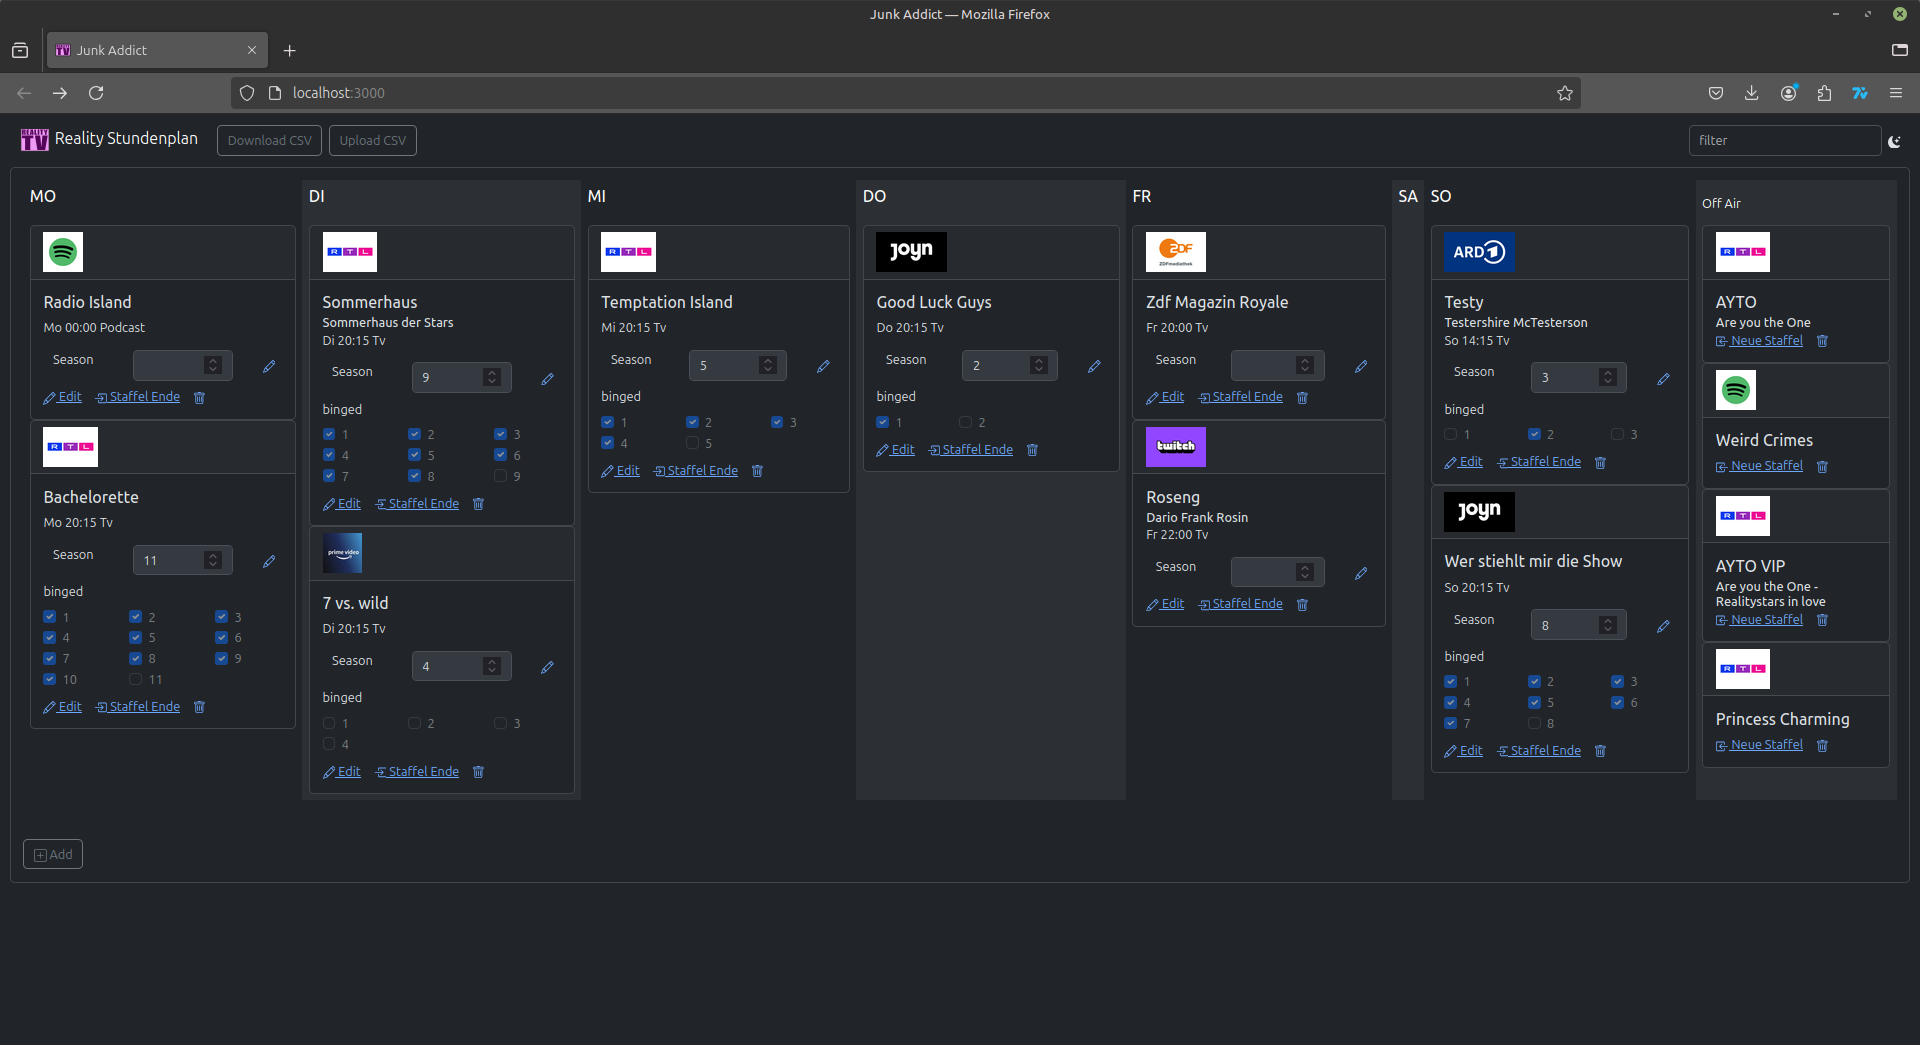 Junk Addict — Mozilla Firefox
Junk Addict
localhost:3000
REALITY TV
Reality Stundenplan
Download CSV
Upload CSV
filter
MO
Radio Island
Mo 00:00 Podcast
Season
Edit Staffel Ende
RTL
Bachelorette
Mo 20:15 Tv
Season 11
binged
1 2 3
4 5 6
7 8 9
10 11
Edit Staffel Ende
DI
RTL
Sommerhaus
Sommerhaus der Stars
Di 20:15 Tv
Season 9
binged
1 2 3
4 5 6
7 8 9
Edit Staffel Ende
prime video
7 vs. wild
Di 20:15 Tv
Season 4
binged
1 2 3
4
Edit Staffel Ende
MI
RTL
Temptation Island
Mi 20:15 Tv
Season 5
binged
1 2 3
4 5
Edit Staffel Ende
DO
joyn
Good Luck Guys
Do 20:15 Tv
Season 2
binged
1 2
Edit Staffel Ende
FR
ZDF
ZDFmediathek
Zdf Magazin Royale
Fr 20:00 Tv
Season
Edit Staffel Ende
twitch
Roseng
Dario Frank Rosin
Fr 22:00 Tv
Season
Edit Staffel Ende
SA
SO
ARD 1
Testy
Testershire McTesterson
So 14:15 Tv
Season 3
binged
1 2 3
Edit Staffel Ende
joyn
Wer stiehlt mir die Show
So 20:15 Tv
Season 8
binged
1 2 3
4 5 6
7 8
Edit Staffel Ende
Off Air
RTL
AYTO
Are you the One
Neue Staffel
Weird Crimes
Neue Staffel
RTL
AYTO VIP
Are you the One -
Realitystars in love
Neue Staffel
RTL
Princess Charming
Neue Staffel
Add